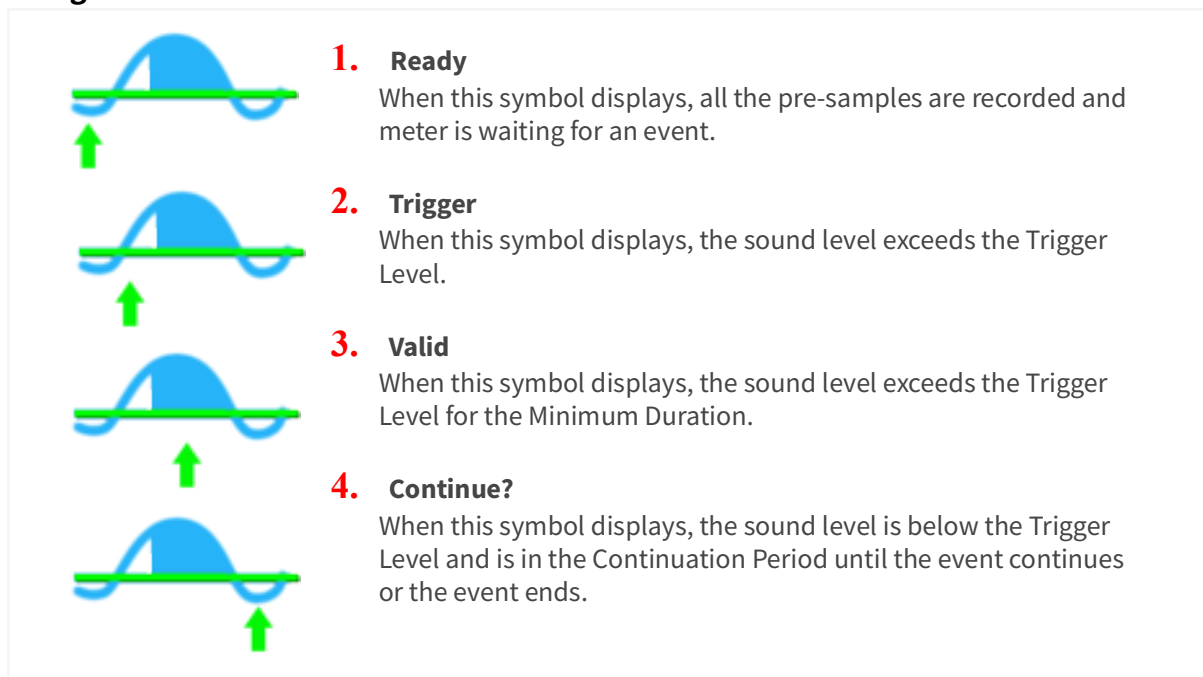 1. Ready
When this symbol displays, all the pre-samples are recorded and
meter is waiting for an event.
2. Trigger
When this symbol displays, the sound level exceeds the Trigger
Level.
3. Valid
When this symbol displays, the sound level exceeds the Trigger
Level for the Minimum Duration.
4. Continue?
When this symbol displays, the sound level is below the Trigger
Level and is in the Continuation Period until the event continues
or the event ends.